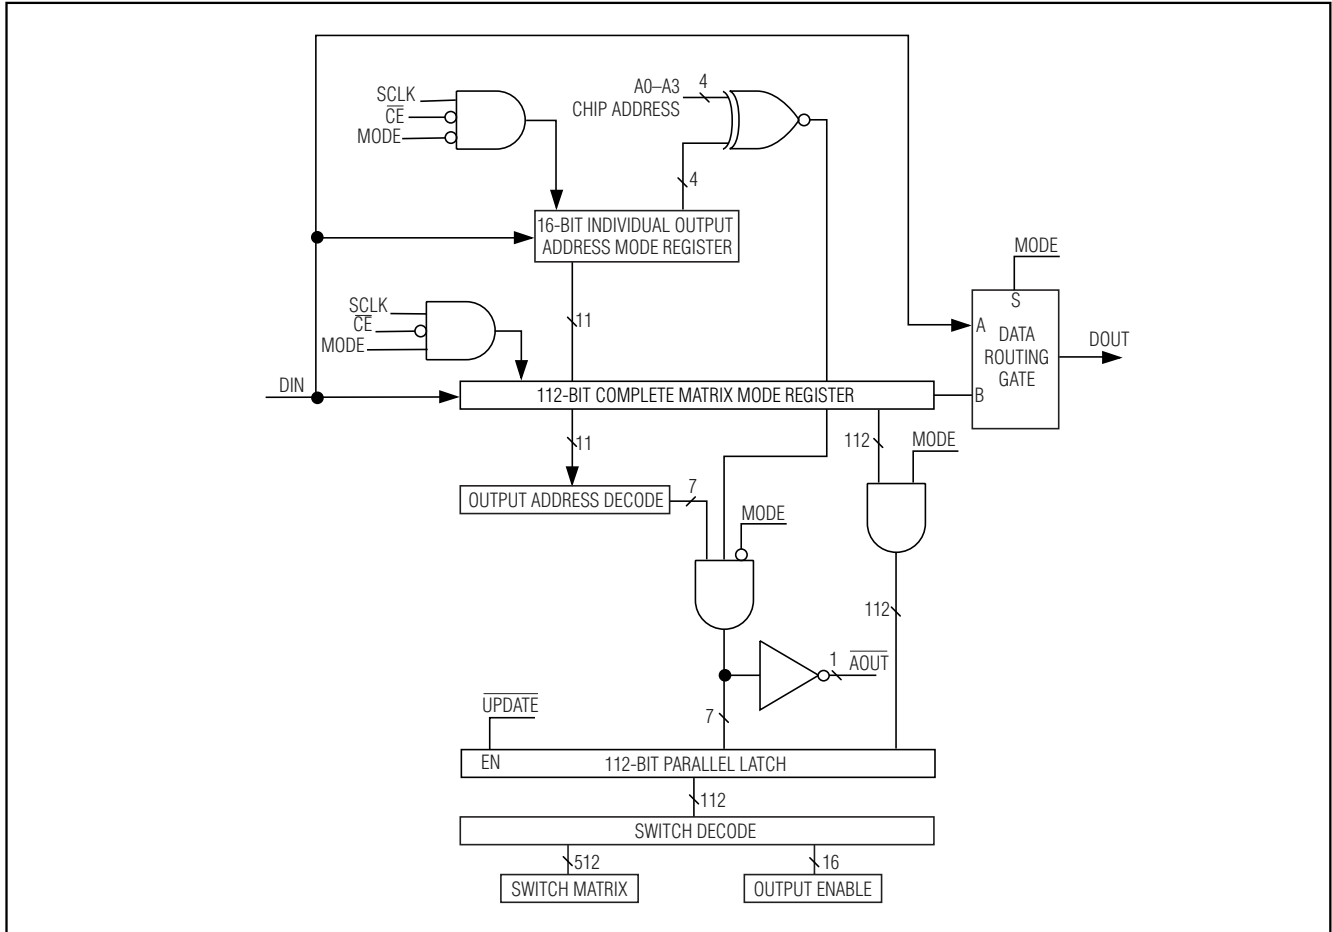 SCLK
CE
MODE
A0–A3
CHIP ADDRESS
4
4
16-BIT INDIVIDUAL OUTPUT
ADDRESS MODE REGISTER
MODE
S
A
DATA
ROUTING
GATE
B
DOUT
SCLK
CE
MODE
11
DIN
112-BIT COMPLETE MATRIX MODE REGISTER
11
112
MODE
OUTPUT ADDRESS DECODE
7
MODE
112
1
AOUT
UPDATE
7
EN
112-BIT PARALLEL LATCH
112
SWITCH DECODE
512
16
SWITCH MATRIX
OUTPUT ENABLE